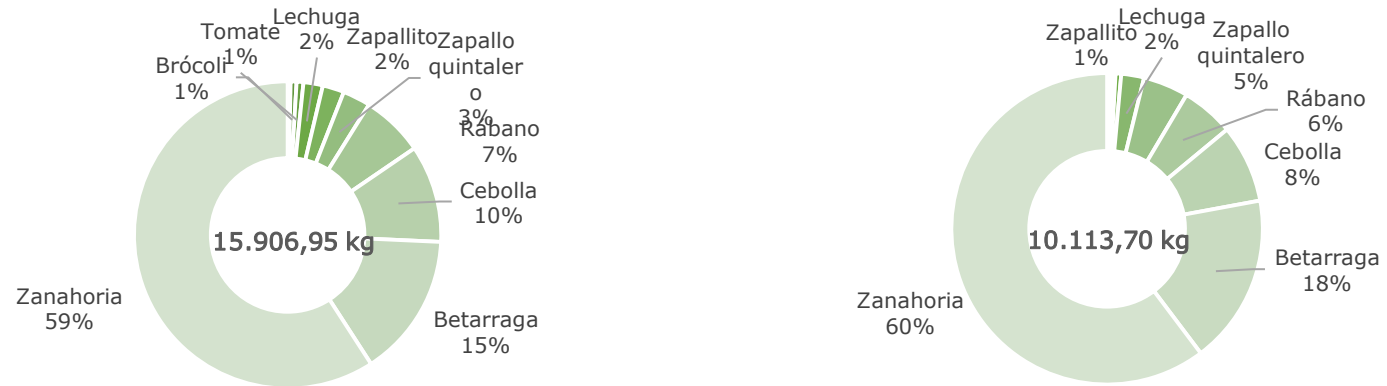 Lechuga
2%
Tomate
1%
Brócoli
1%
Zapallito
2%
Zapallo
quintaler
o
3%
Rábano
7%
Cebolla
10%
Betarraga
15%
Zanahoria
59%
15.906,95 kg
Lechuga
2%
Zapallito
1%
Zapallo
quintalero
5%
Rábano
6%
Cebolla
8%
Betarraga
18%
Zanahoria
60%
10.113,70 kg